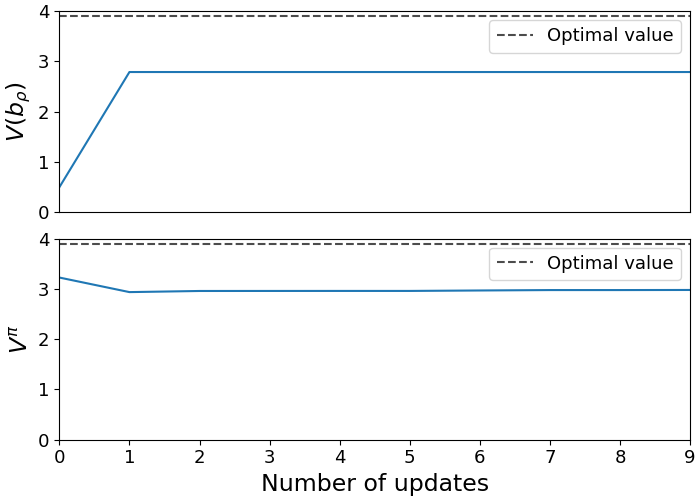 4
3
2
1
0
V(b_ρ)
Optimal value
4
3
2
1
0
V^π
Optimal value
0 1 2 3 4 5 6 7 8 9
Number of updates